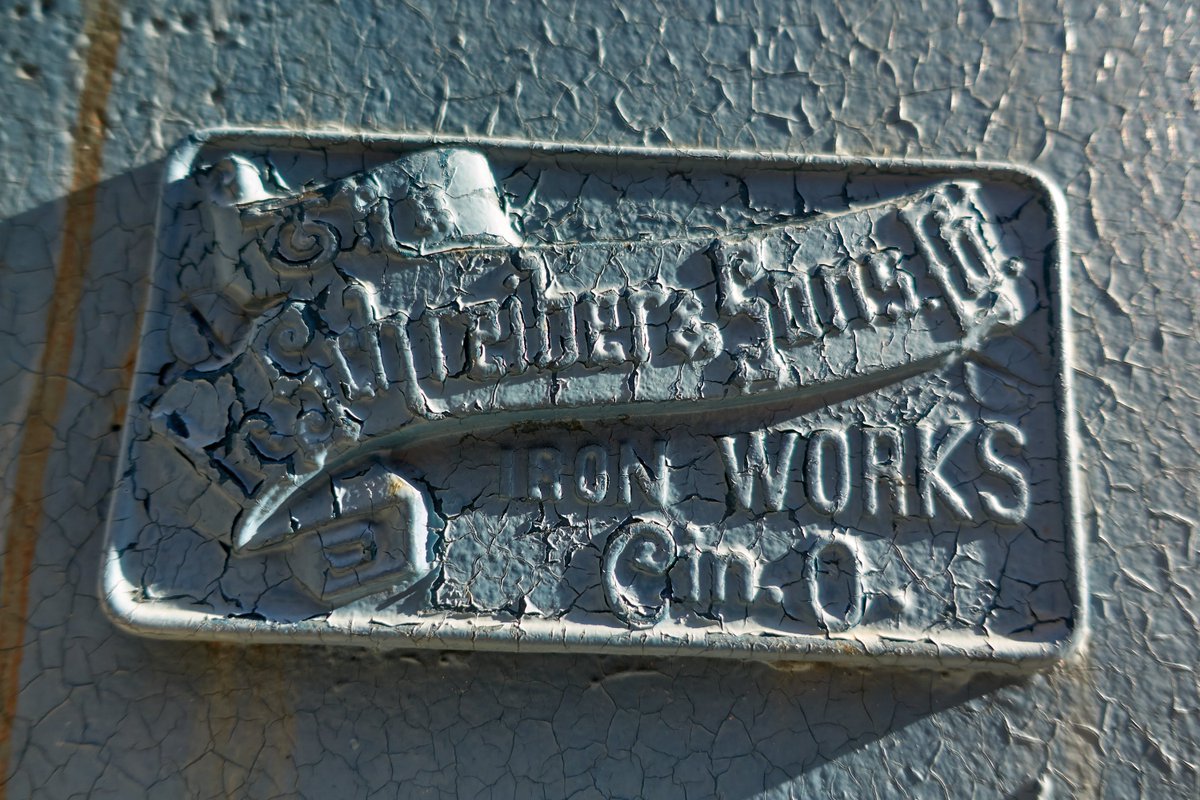 Schreiber & Sons. Co.
IRON WORKS
Cin. O.